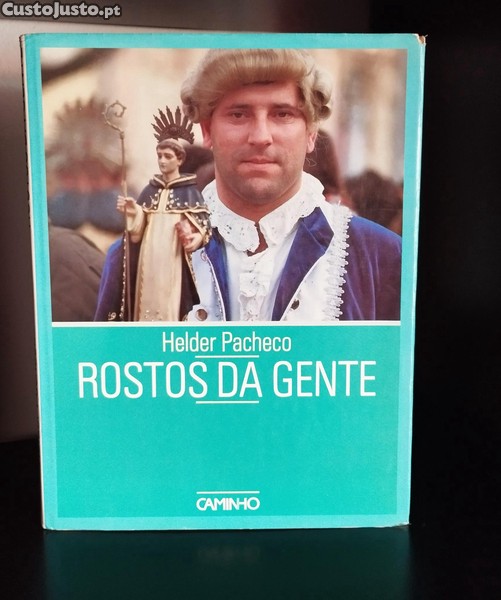 CustoJusto.pt
Helder Pacheco
ROSTOS DA GENTE
CAMINHO